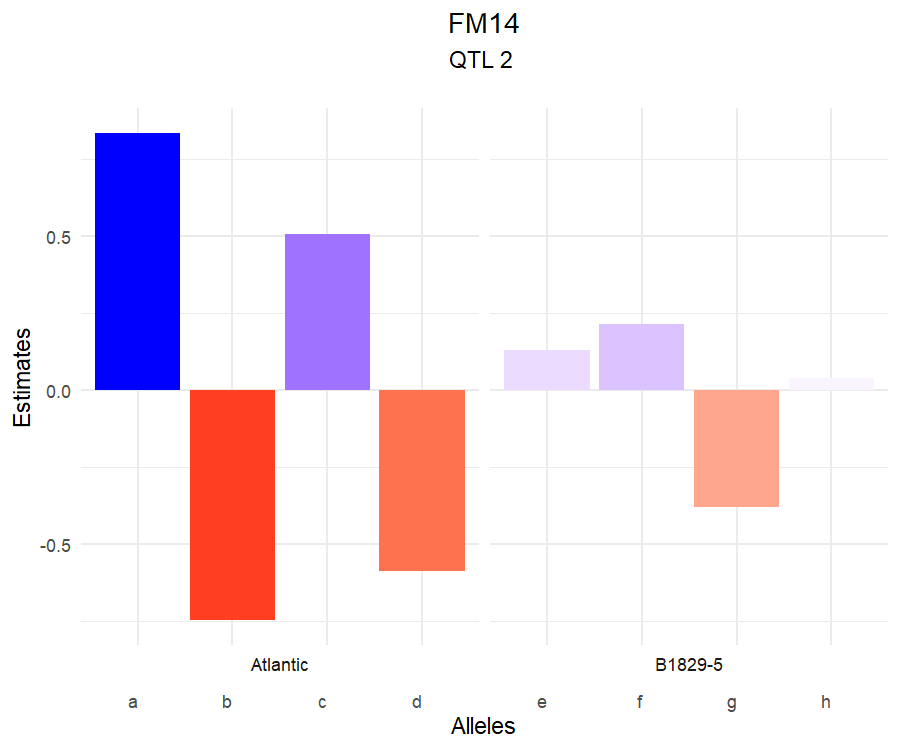 FM14
QTL 2
Estimates
0.5
0.0
-0.5
Atlantic B1829-5
a b c d e f g h
Alleles